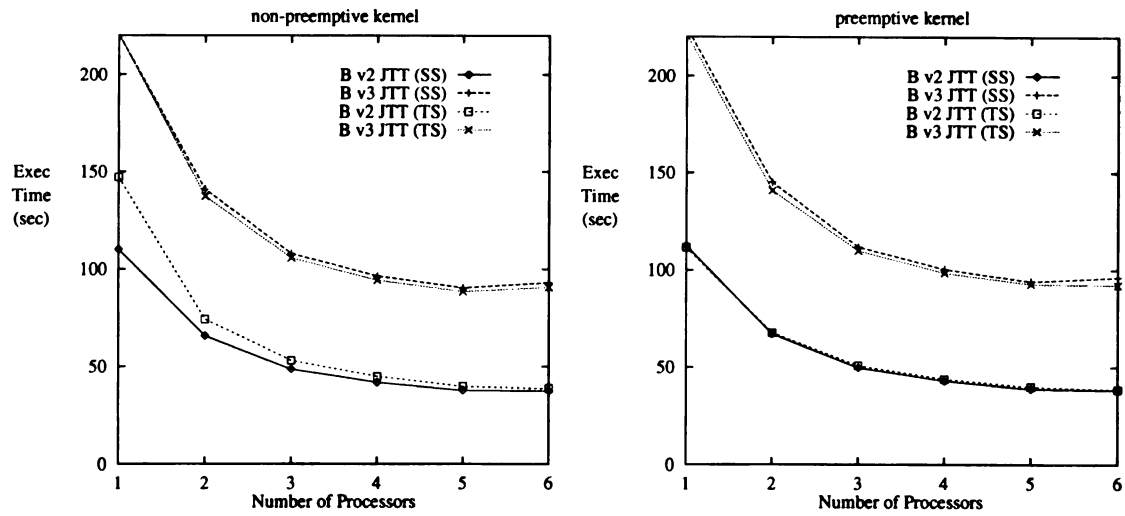 non-preemptive kernel
200
150
100
50
0
Exec
Time
(sec)
B v2 JTT (SS)
B v3 JTT (SS)
B v2 JTT (TS)
B v3 JTT (TS)
1 2 3 4 5 6
Number of Processors
preemptive kernel
200
150
100
50
0
Exec
Time
(sec)
B v2 JTT (SS)
B v3 JTT (SS)
B v2 JTT (TS)
B v3 JTT (TS)
1 2 3 4 5 6
Number of Processors